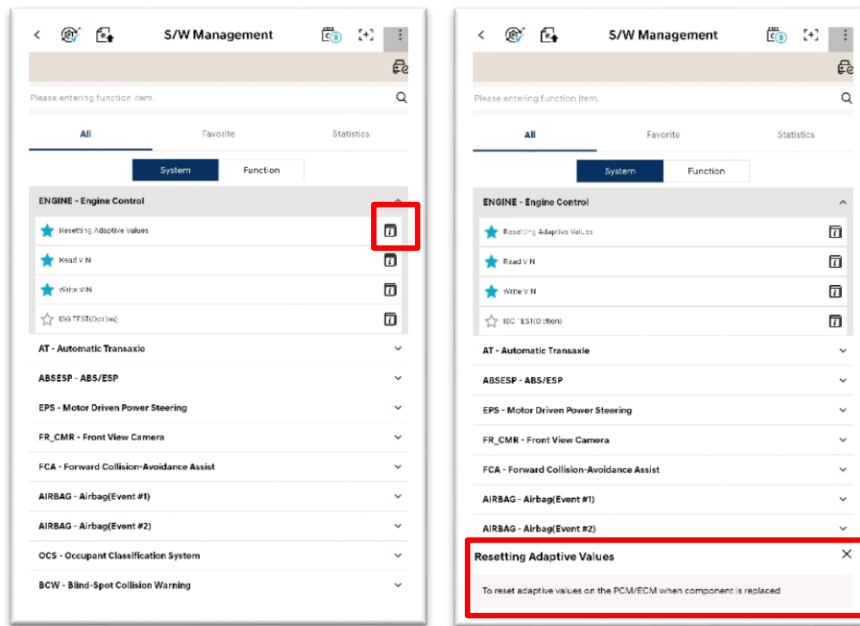 S/W Management
Please entering function item.
All Favorite Statistics
System Function
ENGINE - Engine Control
Resetting Adaptive Values
Read VIN
Write VIN
ISG TEST(Option)
AT - Automatic Transaxle
ABSESP - ABS/ESP
EPS - Motor Driven Power Steering
FR_CMR - Front View Camera
FCA - Forward Collision-Avoidance Assist
AIRBAG - Airbag(Event #1)
AIRBAG - Airbag(Event #2)
OCS - Occupant Classification System
BCW - Blind-Spot Collision Warning
S/W Management
Please entering function item.
All Favorite Statistics
System Function
ENGINE - Engine Control
Resetting Adaptive Values
Read VIN
Write VIN
ISG TEST(Option)
AT - Automatic Transaxle
ABSESP - ABS/ESP
EPS - Motor Driven Power Steering
FR_CMR - Front View Camera
FCA - Forward Collision-Avoidance Assist
AIRBAG - Airbag(Event #1)
AIRBAG - Airbag(Event #2)
Resetting Adaptive Values
To reset adaptive values on the PCM/ECM when component is replaced